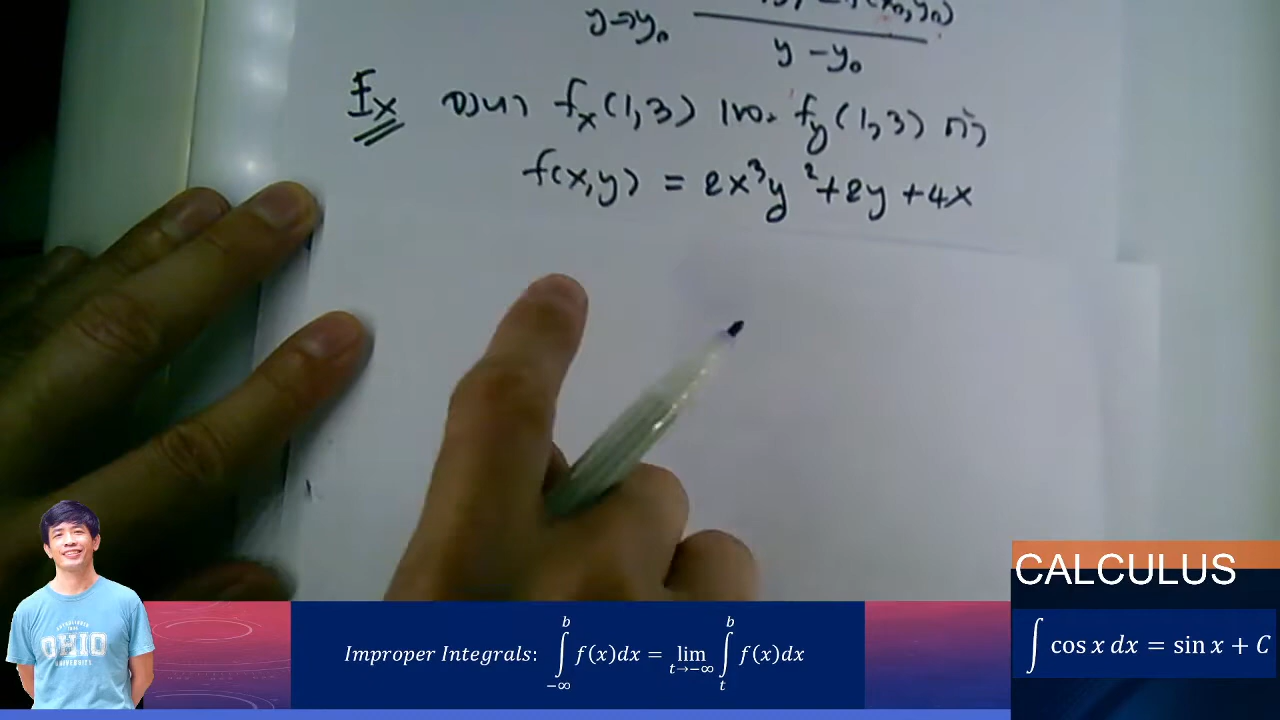 y→y₀ y - y₀
Ex จงหา fx(1,3) และ fy(1,3) ถ้า
f(x,y) = 2x³y² + 2y + 4x
OHIO
UNIVERSITY
Improper Integrals: ∫_{-∞}^{b} f(x)dx = lim_{t→-∞} ∫_{t}^{b} f(x)dx
CALCULUS
∫ cos x dx = sin x + C